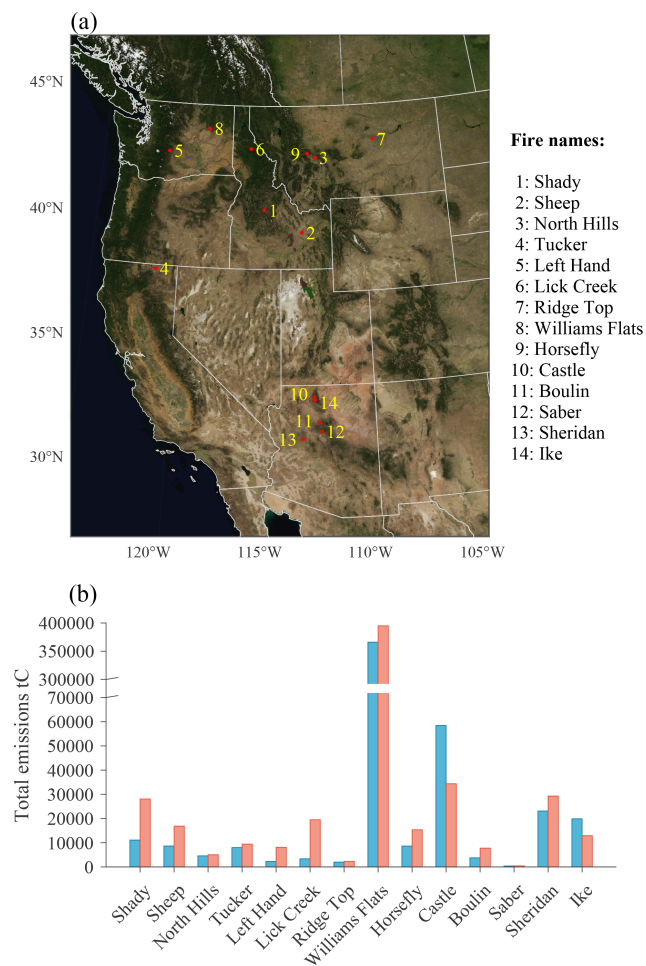 (a)
45°N
40°N
35°N
30°N
120°W 115°W 110°W 105°W
8
5
6
9
3
7
1
2
4
10
14
11
12
13
Fire names:
1: Shady
2: Sheep
3: North Hills
4: Tucker
5: Left Hand
6: Lick Creek
7: Ridge Top
8: Williams Flats
9: Horsefly
10: Castle
11: Boulin
12: Saber
13: Sheridan
14: Ike
(b)
Total emissions tC
400000
350000
300000
70000
60000
50000
40000
30000
20000
10000
0
Shady
Sheep
North Hills
Tucker
Left Hand
Lick Creek
Ridge Top
Williams Flats
Horsefly
Castle
Boulin
Saber
Sheridan
Ike